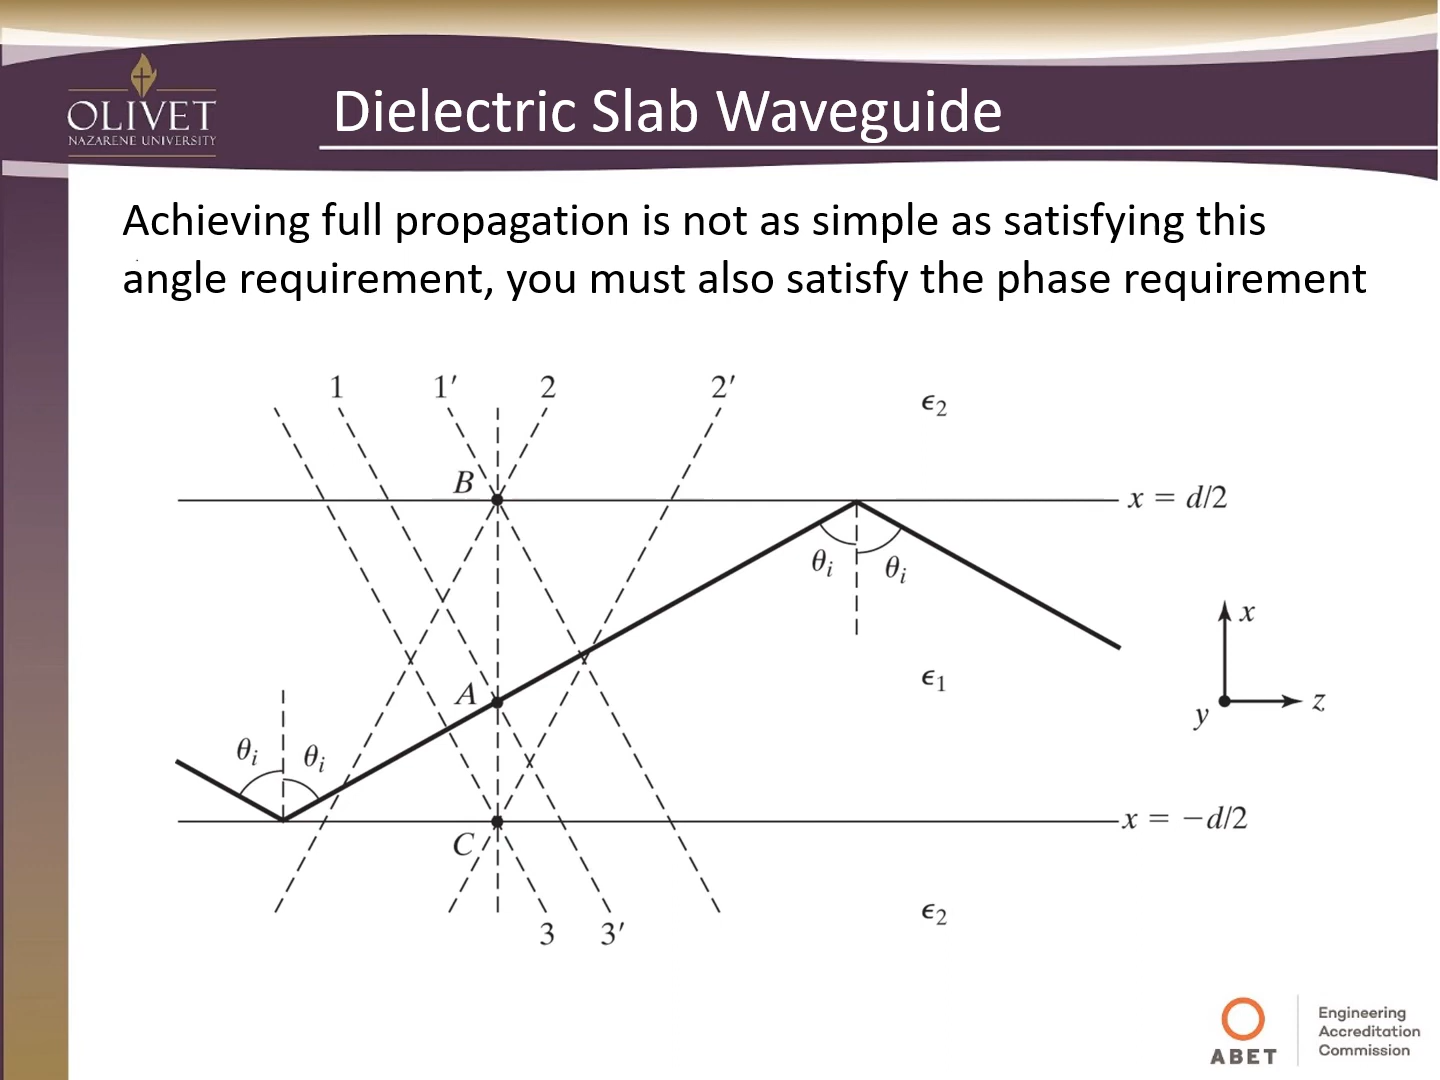 OLIVET
NAZARENE UNIVERSITY
Dielectric Slab Waveguide
Achieving full propagation is not as simple as satisfying this
angle requirement, you must also satisfy the phase requirement
1 1′ 2 2′ ϵ₂
B
x = d/2
θᵢ θᵢ
x
A ϵ₁
z
y
θᵢ θᵢ
x = −d/2
C
ϵ₂
3 3′
ABET
Engineering
Accreditation
Commission